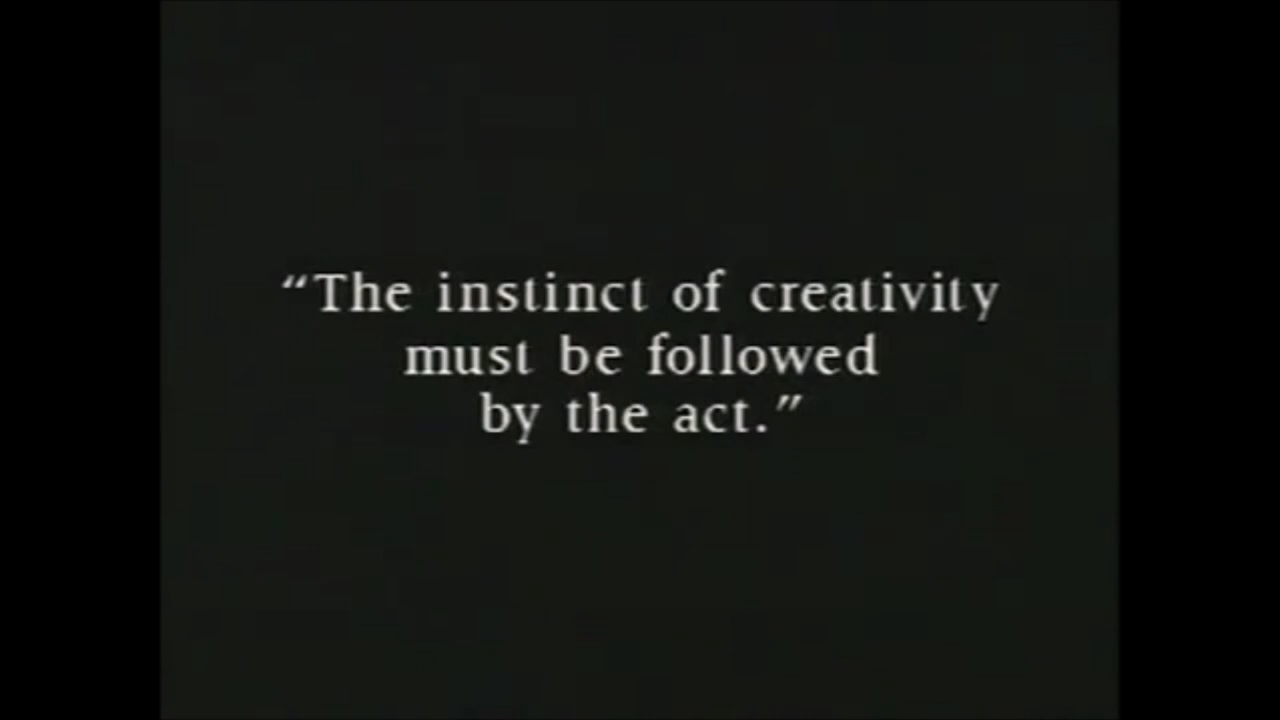 “The instinct of creativity
must be followed
by the act.”